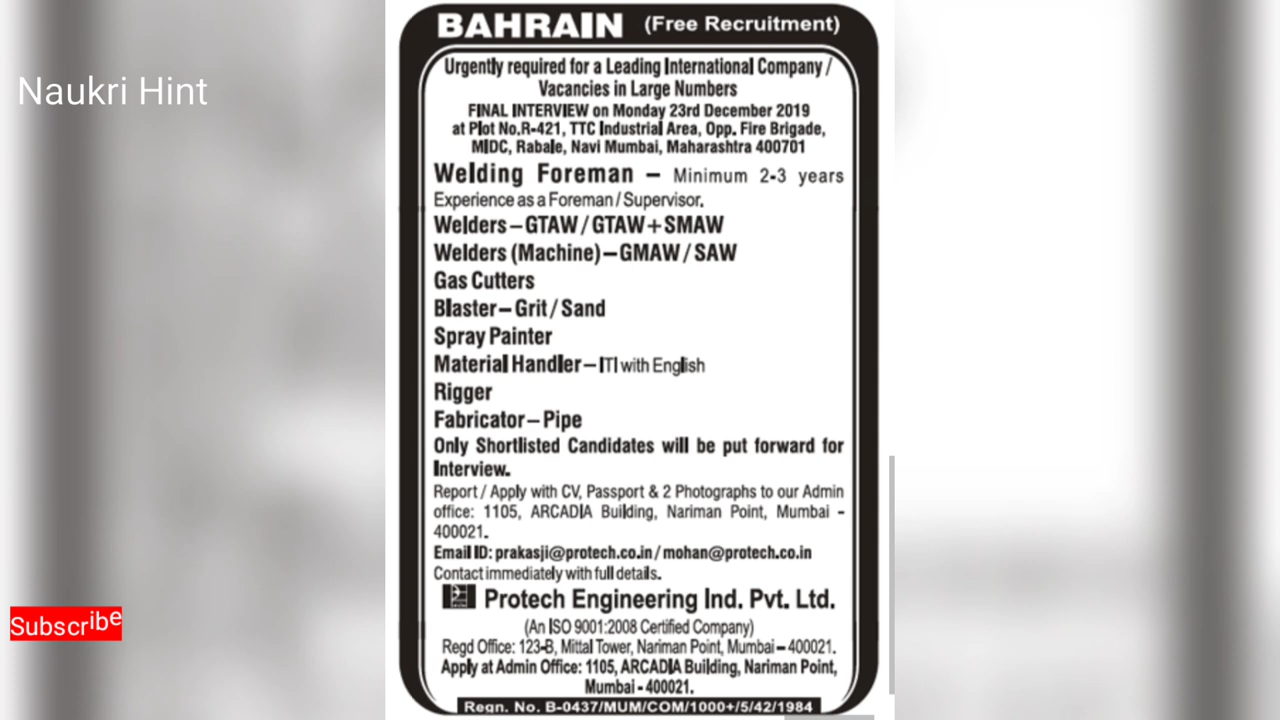 BAHRAIN (Free Recruitment)
Naukri Hint
Urgently required for a Leading International Company /
Vacancies in Large Numbers
FINAL INTERVIEW on Monday 23rd December 2019
at Plot No.R-421, TTC Industrial Area, Opp. Fire Brigade,
MIDC, Rabale, Navi Mumbai, Maharashtra 400701
Welding Foreman – Minimum 2-3 years
Experience as a Foreman / Supervisor.
Welders – GTAW / GTAW + SMAW
Welders (Machine) – GMAW / SAW
Gas Cutters
Blaster – Grit / Sand
Spray Painter
Material Handler – ITI with English
Rigger
Fabricator – Pipe
Only Shortlisted Candidates will be put forward for
Interview.
Report / Apply with CV, Passport & 2 Photographs to our Admin
office: 1105, ARCADIA Building, Nariman Point, Mumbai -
400021.
Email ID: prakasji@protech.co.in / mohan@protech.co.in
Contact immediately with full details.
Protech Engineering Ind. Pvt. Ltd.
(An ISO 9001:2008 Certified Company)
Regd Office: 123-B, Mittal Tower, Nariman Point, Mumbai – 400021.
Apply at Admin Office: 1105, ARCADIA Building, Nariman Point,
Mumbai - 400021.
Regn. No. B-0437/MUM/COM/1000+/5/42/1984
Subscribe